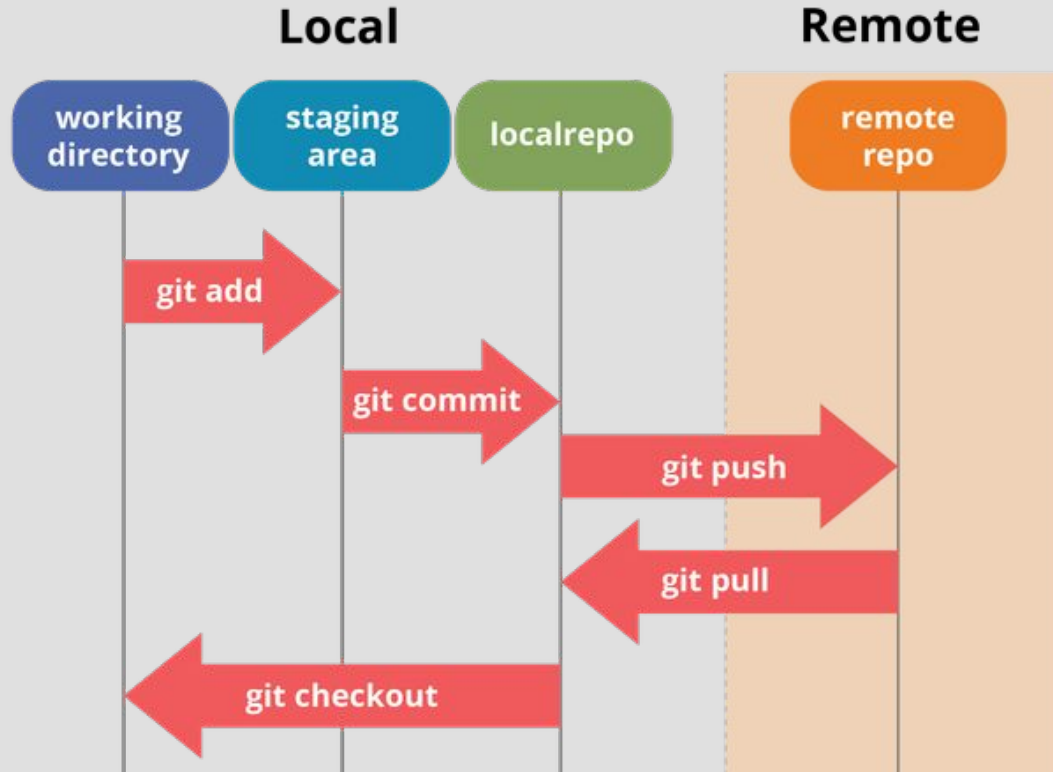 Local
Remote
working
directory
staging
area
localrepo
remote
repo
git add
git commit
git push
git pull
git checkout